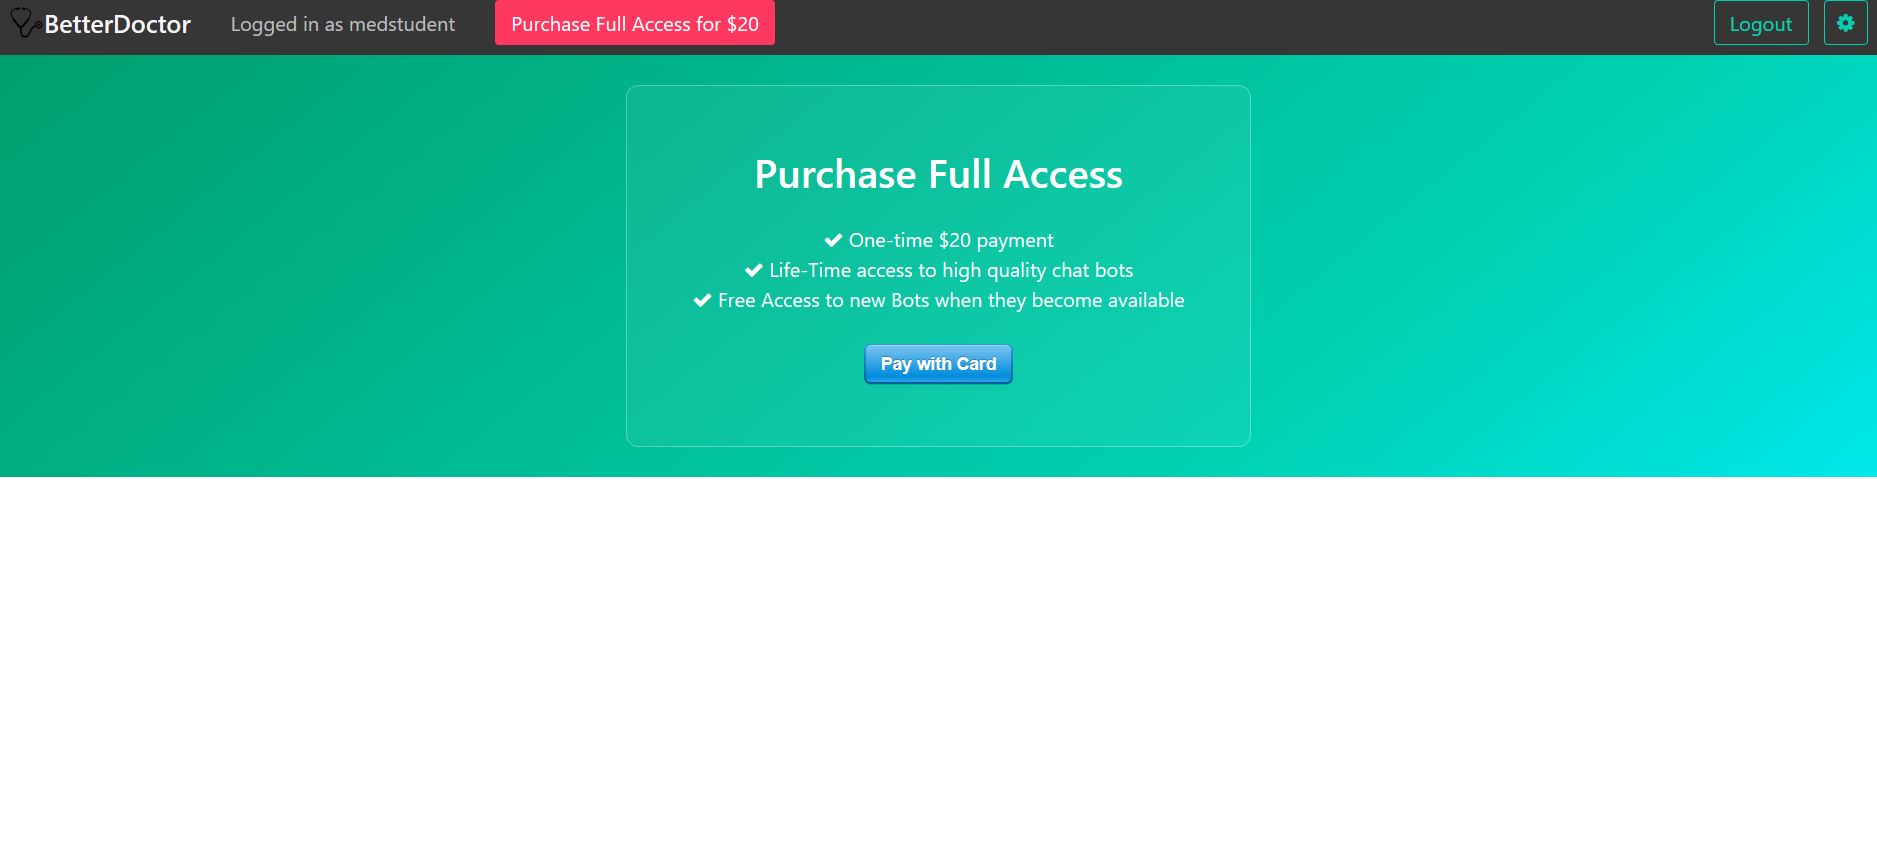 BetterDoctor Logged in as medstudent Purchase Full Access for $20 Logout
Purchase Full Access
One-time $20 payment
Life-Time access to high quality chat bots
Free Access to new Bots when they become available
Pay with Card